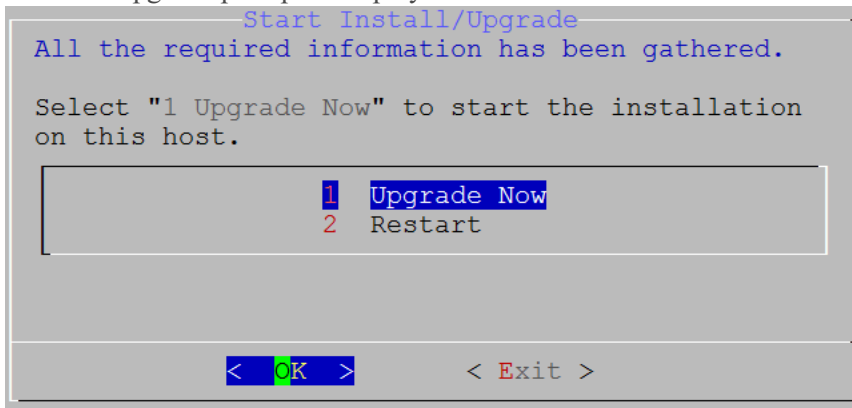 Start Install/Upgrade
All the required information has been gathered.
Select "1 Upgrade Now" to start the installation
on this host.
1 Upgrade Now
2 Restart
< OK > < Exit >